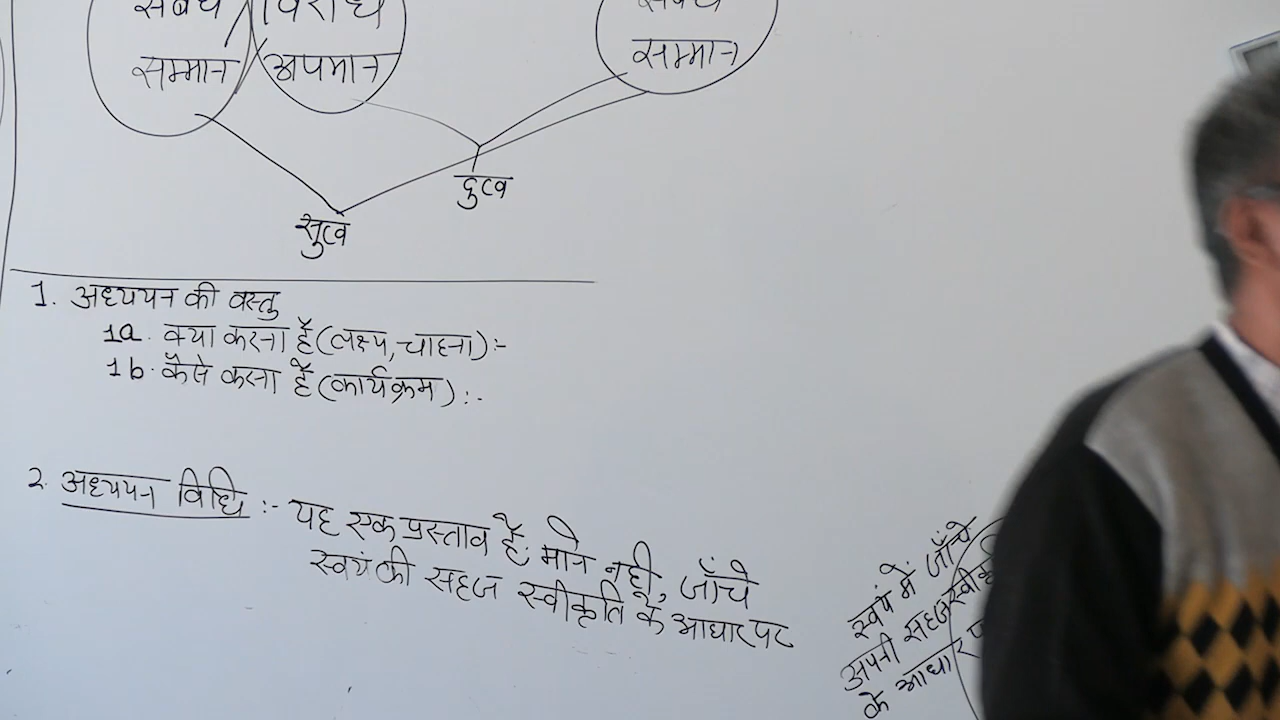 संबंध
विरोध
संबंध
सम्मान
अपमान
सम्मान
दुःख
सुख
1. अध्ययन की वस्तु
1a. क्या करना है (लक्ष्य, चाहना) :-
1b. कैसे करना है (कार्यक्रम) :-
2. अध्ययन विधि :- यह एक प्रस्ताव है, माने नहीं, जाँचे
स्वयं की सहज स्वीकृति के आधार पर
स्वयं में जाँचे
अपनी सहज स्वीकृ
के आधार प